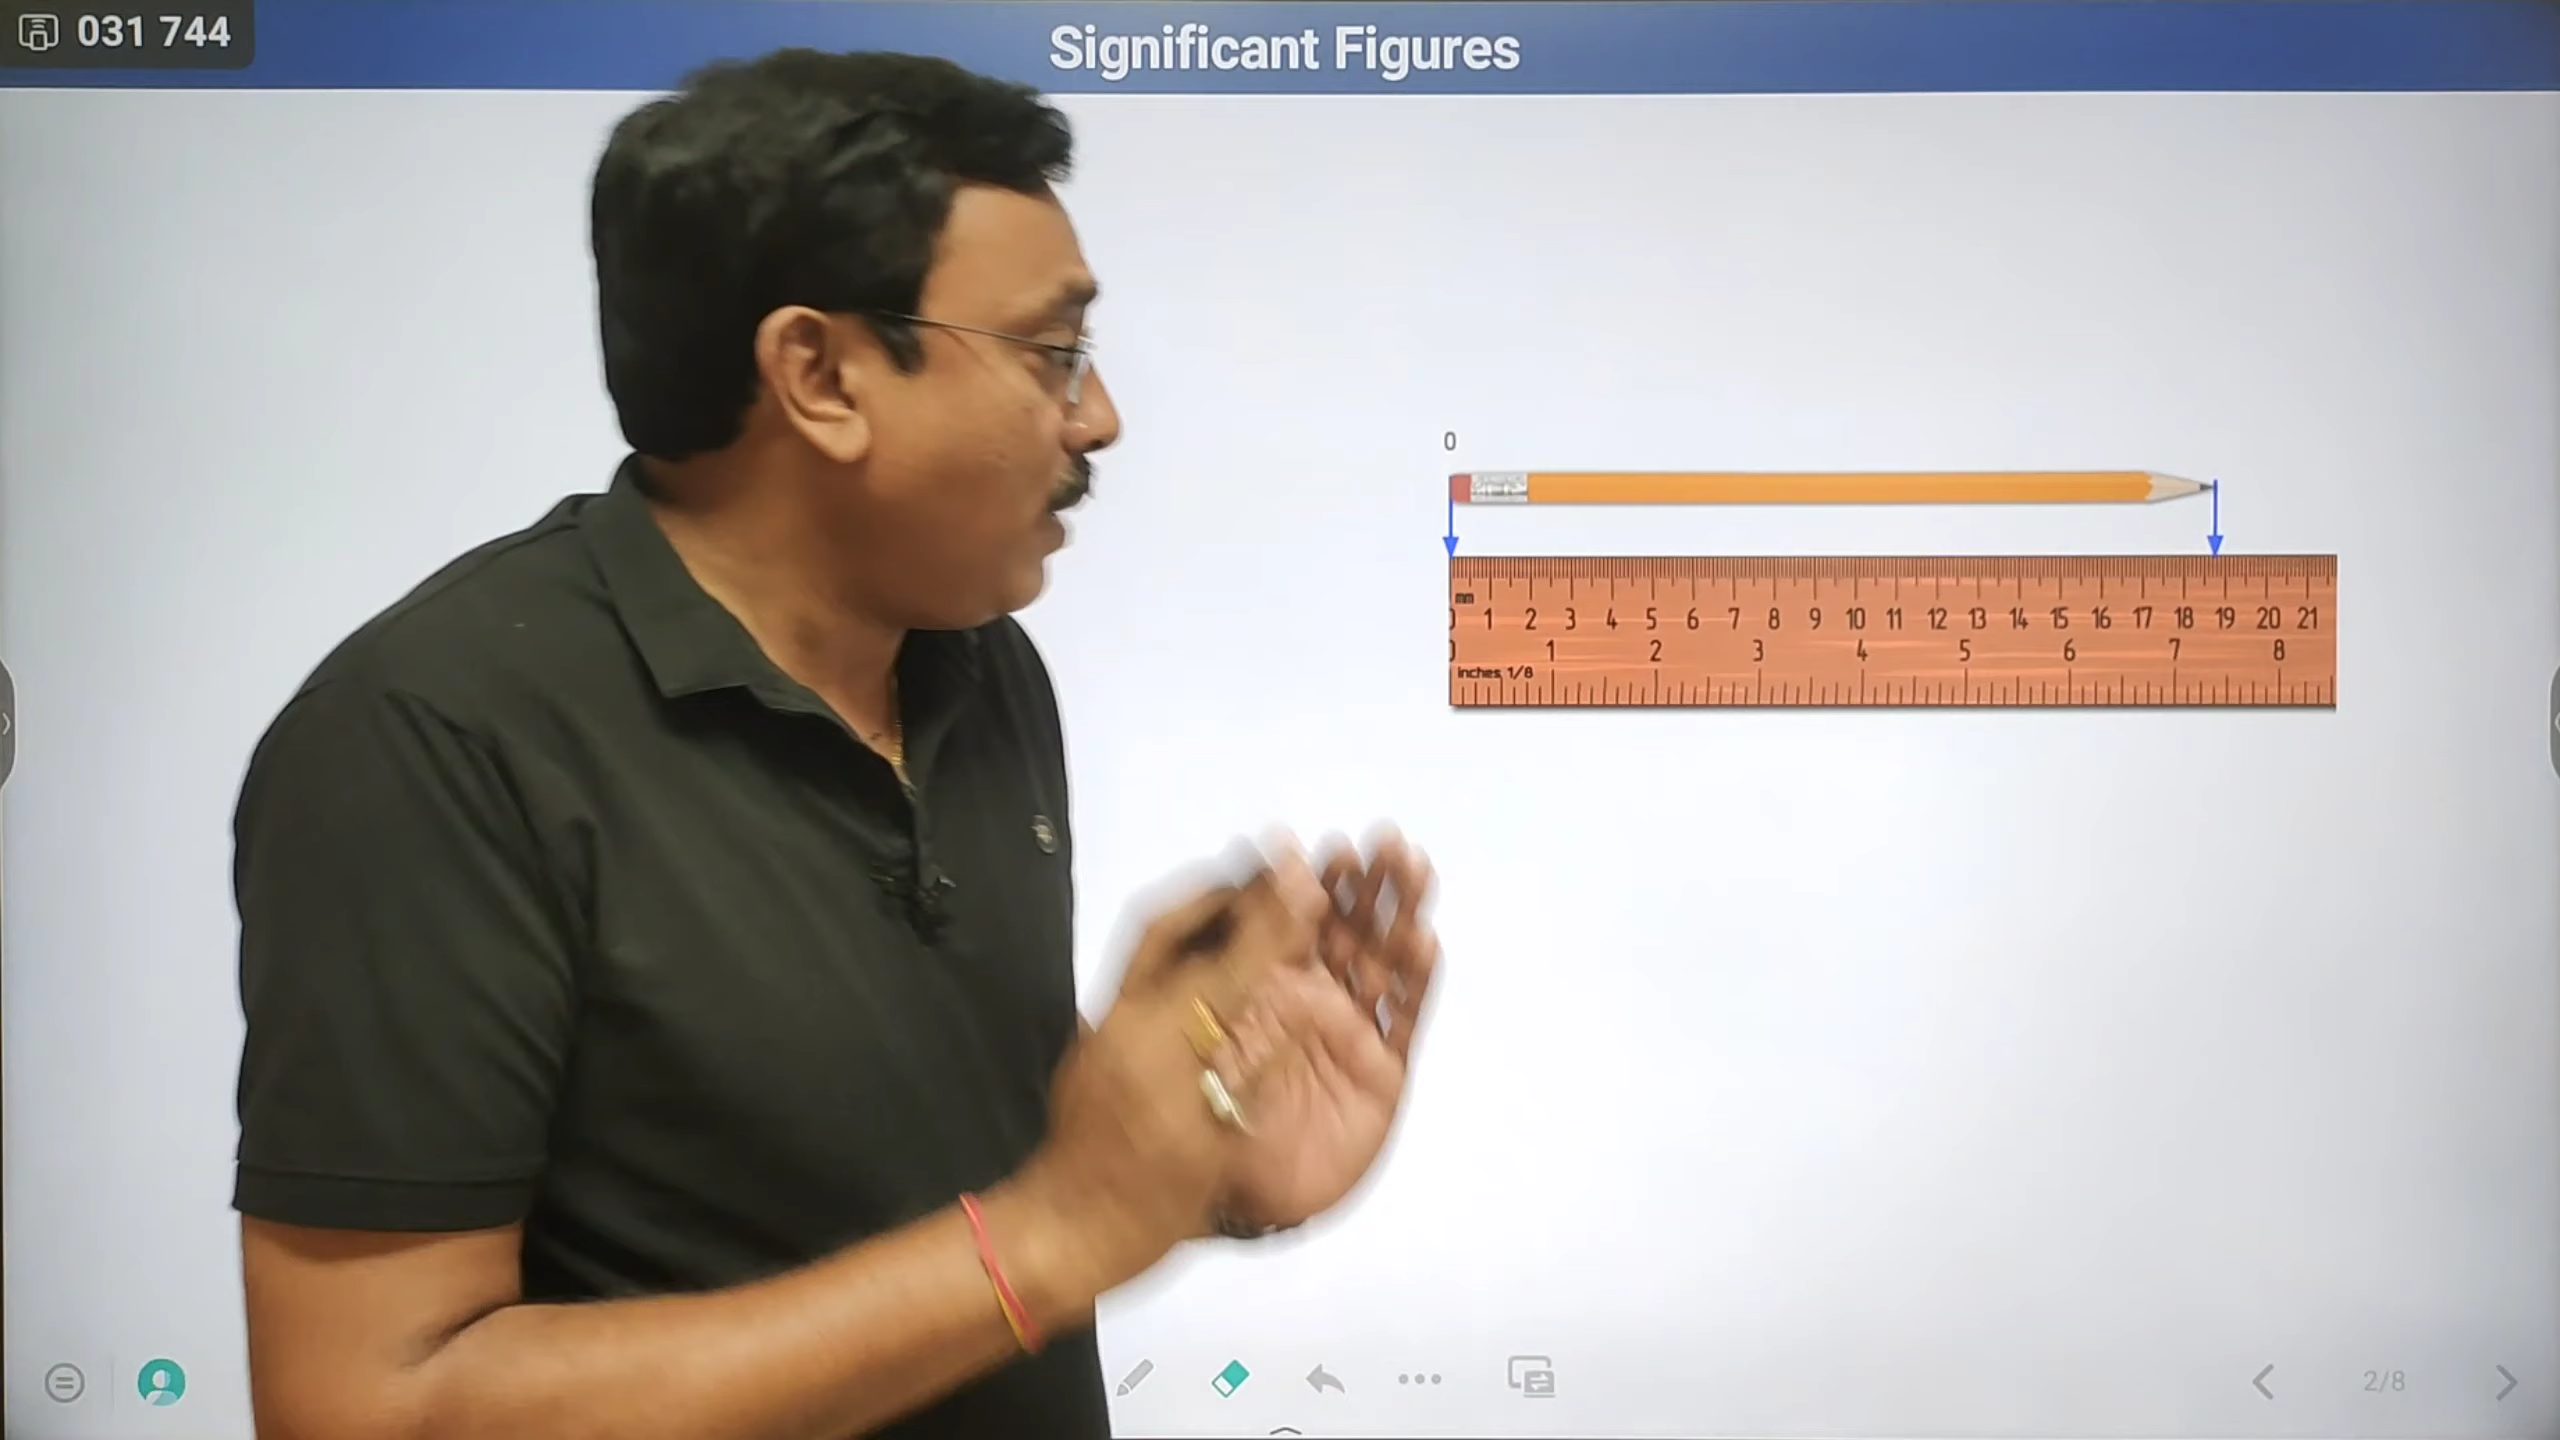 031 744
Significant Figures
0
mm
0 1 2 3 4 5 6 7 8 9 10 11 12 13 14 15 16 17 18 19 20 21
0 1 2 3 4 5 6 7 8
inches 1/8
2/8